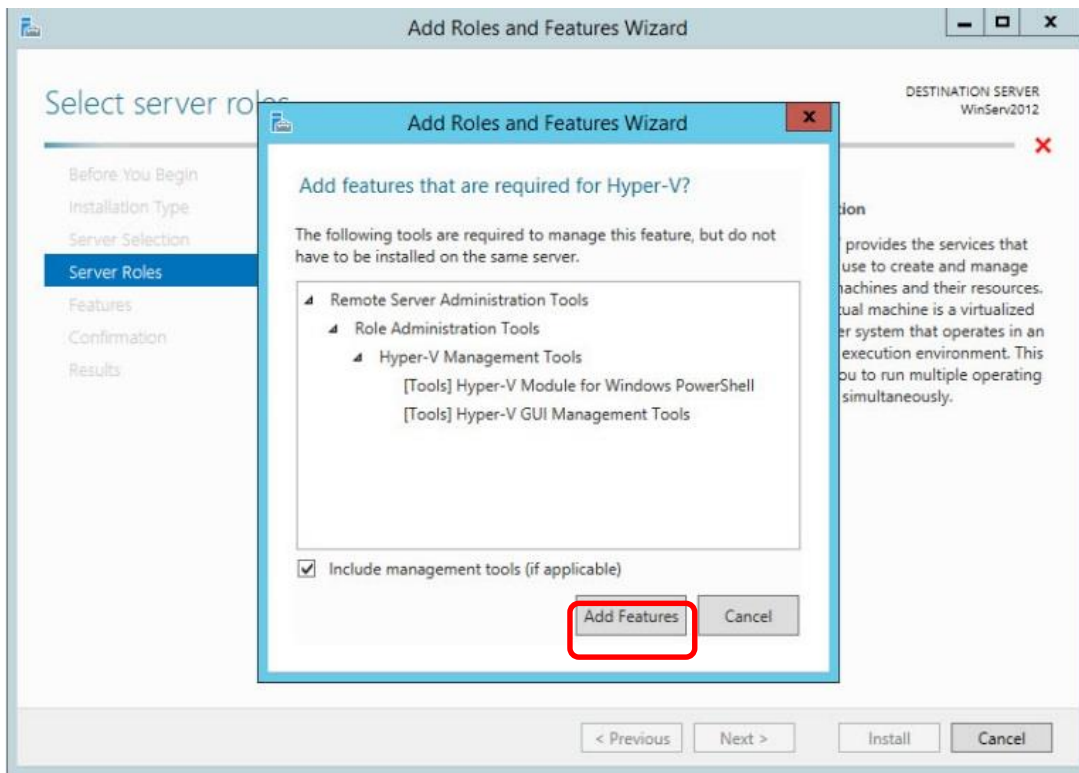 Add Roles and Features Wizard
Select server roles
DESTINATION SERVER
WinServ2012
Before You Begin
Installation Type
Server Selection
Server Roles
Features
Confirmation
Results
Add Roles and Features Wizard
x
Add features that are required for Hyper-V?
The following tools are required to manage this feature, but do not
have to be installed on the same server.
Remote Server Administration Tools
Role Administration Tools
Hyper-V Management Tools
[Tools] Hyper-V Module for Windows PowerShell
[Tools] Hyper-V GUI Management Tools
Include management tools (if applicable)
Add Features
Cancel
tion
provides the services that
use to create and manage
nachines and their resources.
tual machine is a virtualized
er system that operates in an
execution environment. This
ou to run multiple operating
simultaneously.
< Previous
Next >
Install
Cancel